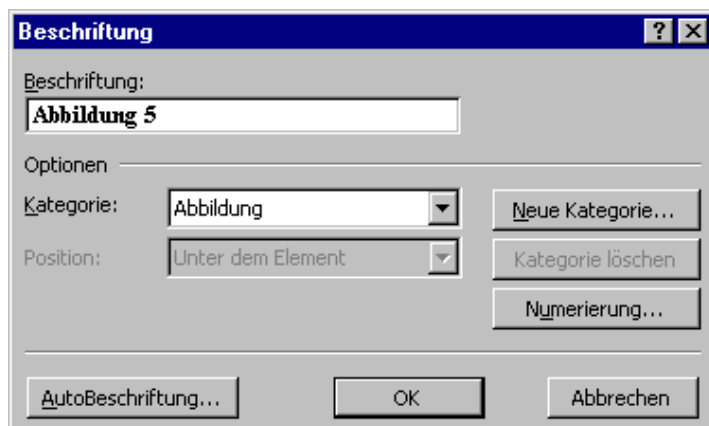 Beschriftung
Beschriftung:
Abbildung 5
Optionen
Kategorie: Abbildung Neue Kategorie...
Position: Unter dem Element Kategorie löschen
Numerierung...
AutoBeschriftung... OK Abbrechen